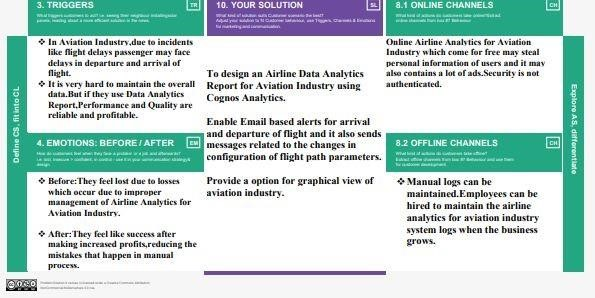 3. TRIGGERS
TR
What triggers customers to act? i.e. seeing their neighbour installing solar panels, reading about a more efficient solution in the news.
❖ In Aviation Industry,due to incidents
like flight delays passenger may face
delays in departure and arrival of
flight.
❖ It is very hard to maintain the overall
data.But if they use Data Analytics
Report,Performance and Quality are
reliable and profitable.
4. EMOTIONS: BEFORE / AFTER
EM
How do customers feel when they face a problem or a job and afterwards?
i.e. lost, insecure > confident, in control - use it in your communication strategy & design.
❖ Before:They feel lost due to losses
which occur due to improper
management of Airline Analytics for
Aviation Industry.
❖ After:They feel like success after
making increased profits,reducing the
mistakes that happen in manual
process.
10. YOUR SOLUTION
SL
What kind of solution suits Customer scenario the best?
Adjust your solution to fit Customer behaviour, use Triggers, Channels & Emotions for marketing and communication.
To design an Airline Data Analytics
Report for Aviation Industry using
Cognos Analytics.
Enable Email based alerts for arrival
and departure of flight and it also sends
messages related to the changes in
configuration of flight path parameters.
Provide a option for graphical view of
aviation industry.
8.1 ONLINE CHANNELS
CH
What kind of actions do customers take online? Extract online channels from box #7 Behaviour
Online Airline Analytics for Aviation
Industry which come for free may steal
personal information of users and it may
also contains a lot of ads.Security is not
authenticated.
8.2 OFFLINE CHANNELS
CH
What kind of actions do customers take offline?
Extract offline channels from box #7 Behaviour and use them
for customer development.
❖ Manual logs can be
maintained.Employees can be
hired to maintain the airline
analytics for aviation industry
system logs when the business
grows.
Define CS, fit into CL
Explore AS, differentiate